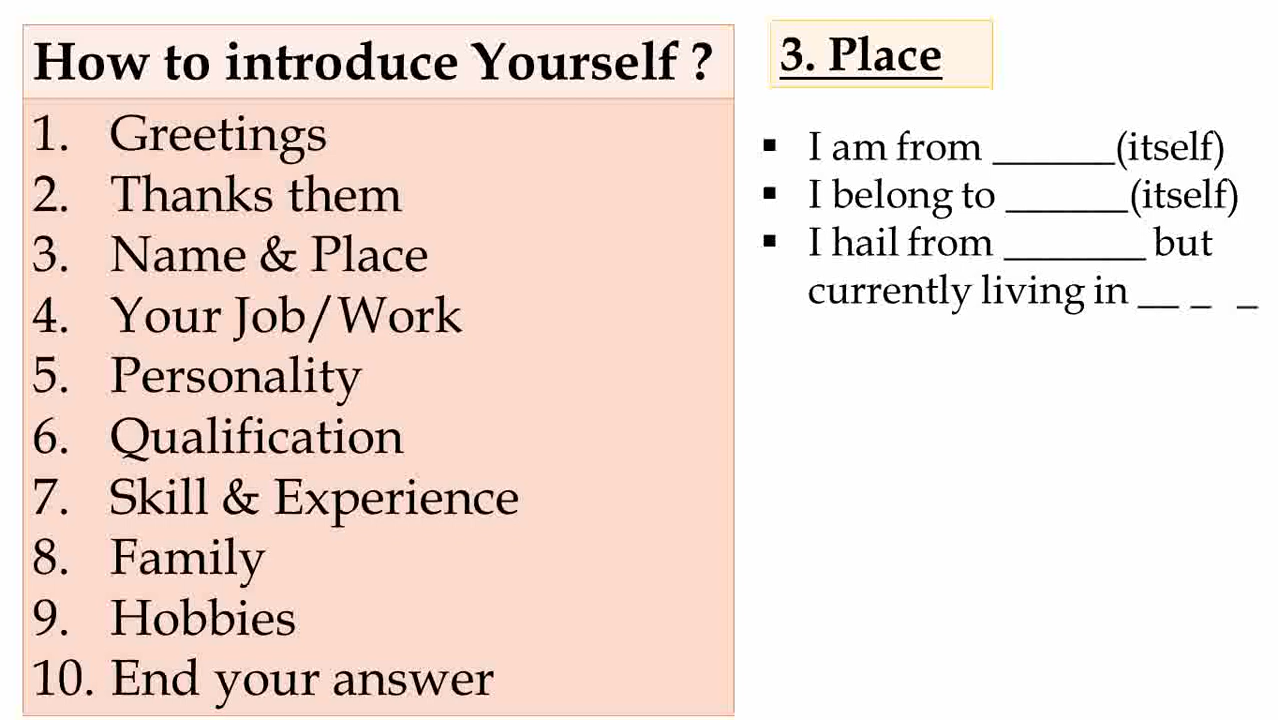 How to introduce Yourself ?
1. Greetings
2. Thanks them
3. Name & Place
4. Your Job/Work
5. Personality
6. Qualification
7. Skill & Experience
8. Family
9. Hobbies
10. End your answer
3. Place
▪ I am from ______(itself)
▪ I belong to ______(itself)
▪ I hail from _______ but
currently living in __ _ _